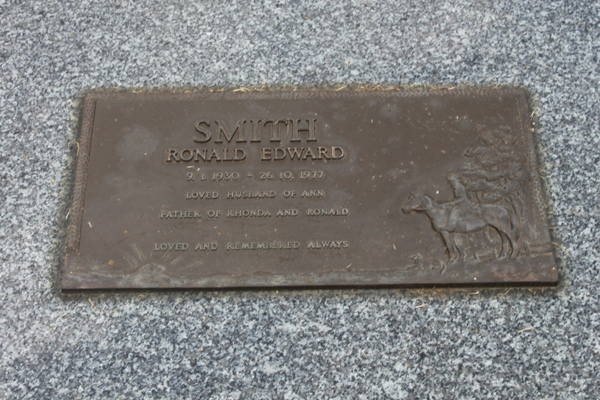 SMITH
RONALD EDWARD
9. 1. 1930 - 26. 10. 1977
LOVED HUSBAND OF ANN,
FATHER OF RHONDA AND RONALD
LOVED AND REMEMBERED ALWAYS